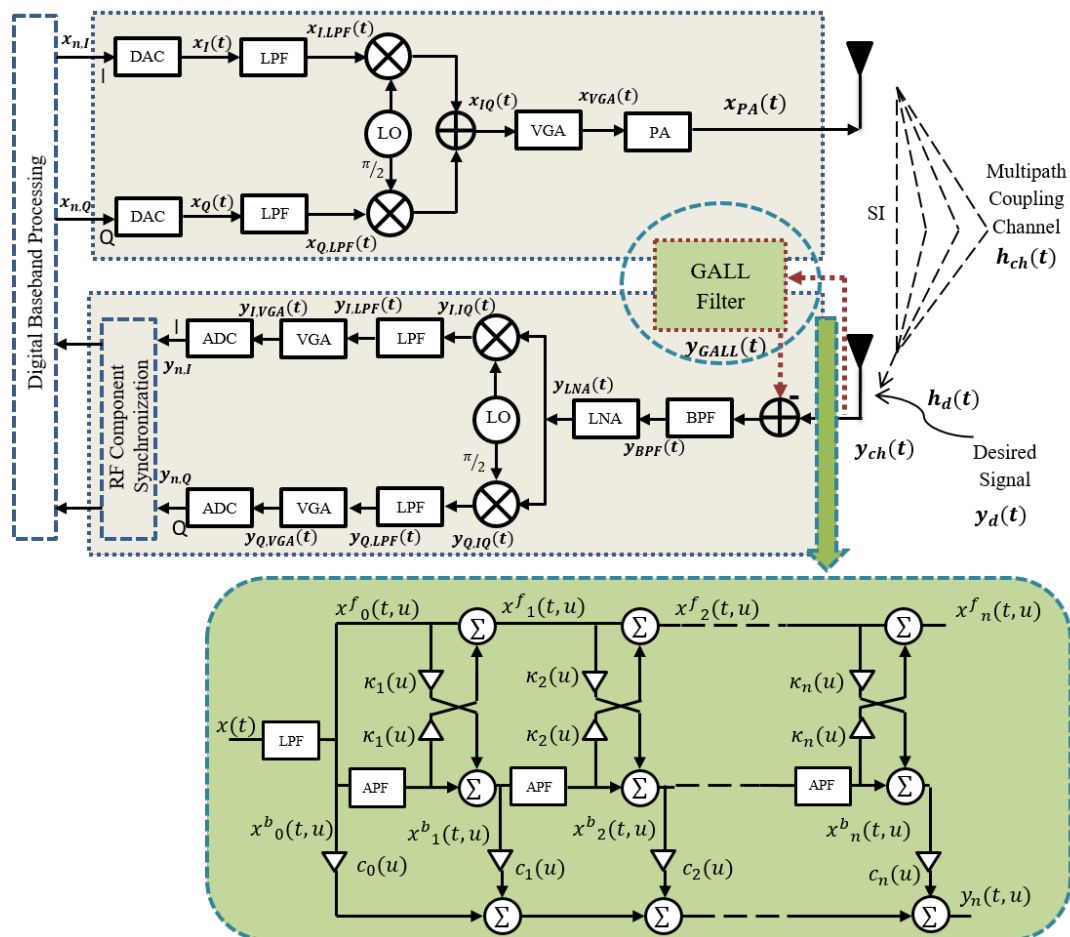 Digital Baseband Processing
x_{n,I}
I
DAC
x_I(t)
LPF
x_{I,LPF}(t)
LO
π/2
x_{IQ}(t)
VGA
x_{VGA}(t)
PA
x_{PA}(t)
x_{n,Q}
Q
DAC
x_Q(t)
LPF
x_{Q,LPF}(t)
SI
Multipath
Coupling
Channel
h_{ch}(t)
GALL
Filter
y_{GALL}(t)
-
RF Component
Synchronization
I
y_{n,I}
ADC
y_{I,VGA}(t)
VGA
y_{I,LPF}(t)
LPF
y_{I,IQ}(t)
LO
π/2
y_{LNA}(t)
LNA
y_{BPF}(t)
BPF
y_{ch}(t)
h_d(t)
Desired
Signal
y_d(t)
y_{n,Q}
Q
ADC
y_{Q,VGA}(t)
VGA
y_{Q,LPF}(t)
LPF
y_{Q,IQ}(t)
x^f_0(t,u)
x^f_1(t,u)
x^f_2(t,u)
x^f_n(t,u)
Σ
Σ
Σ
κ_1(u)
κ_2(u)
κ_n(u)
x(t)
LPF
κ_1(u)
κ_2(u)
κ_n(u)
APF
Σ
APF
Σ
APF
Σ
x^b_0(t,u)
x^b_1(t,u)
x^b_2(t,u)
x^b_n(t,u)
c_0(u)
c_1(u)
c_2(u)
c_n(u)
Σ
Σ
Σ
y_n(t,u)